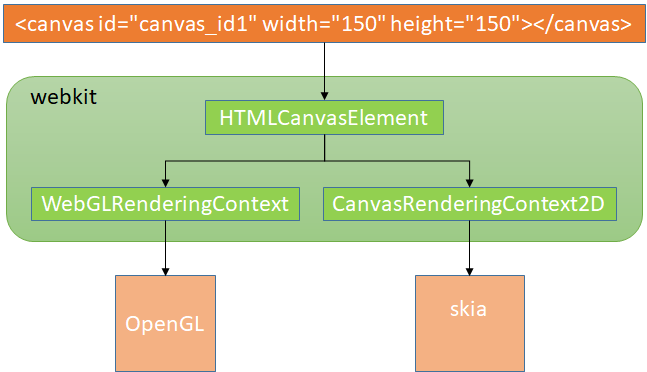 <canvas id="canvas_id1" width="150" height="150"></canvas>
webkit
HTMLCanvasElement
WebGLRenderingContext
CanvasRenderingContext2D
OpenGL
skia